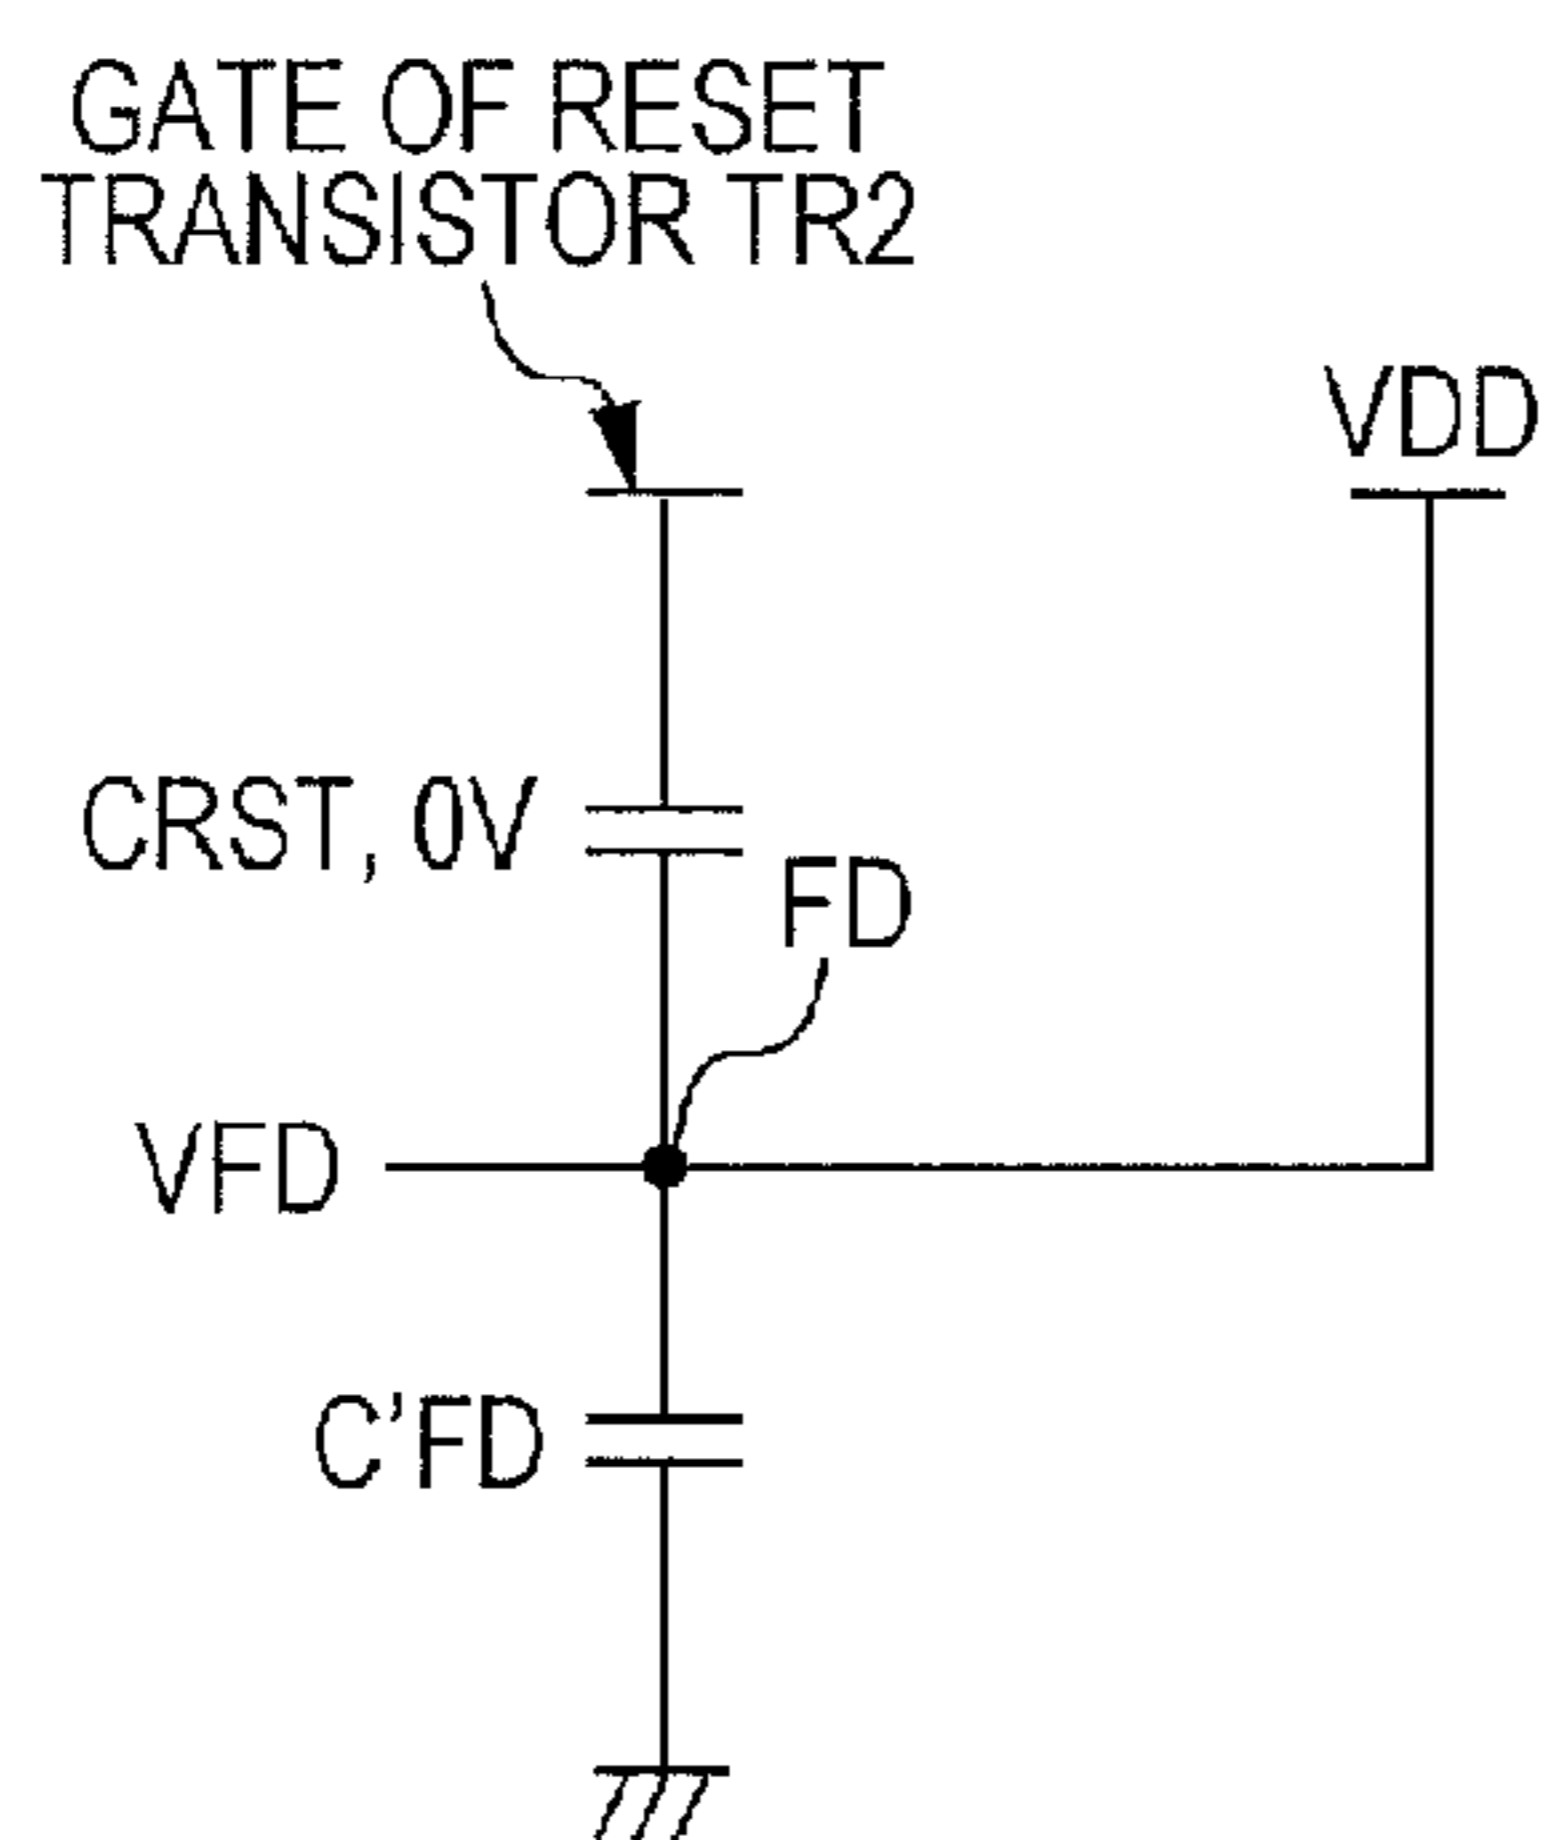 GATE OF RESET
TRANSISTOR TR2
VDD
CRST, 0V
FD
VFD
C'FD